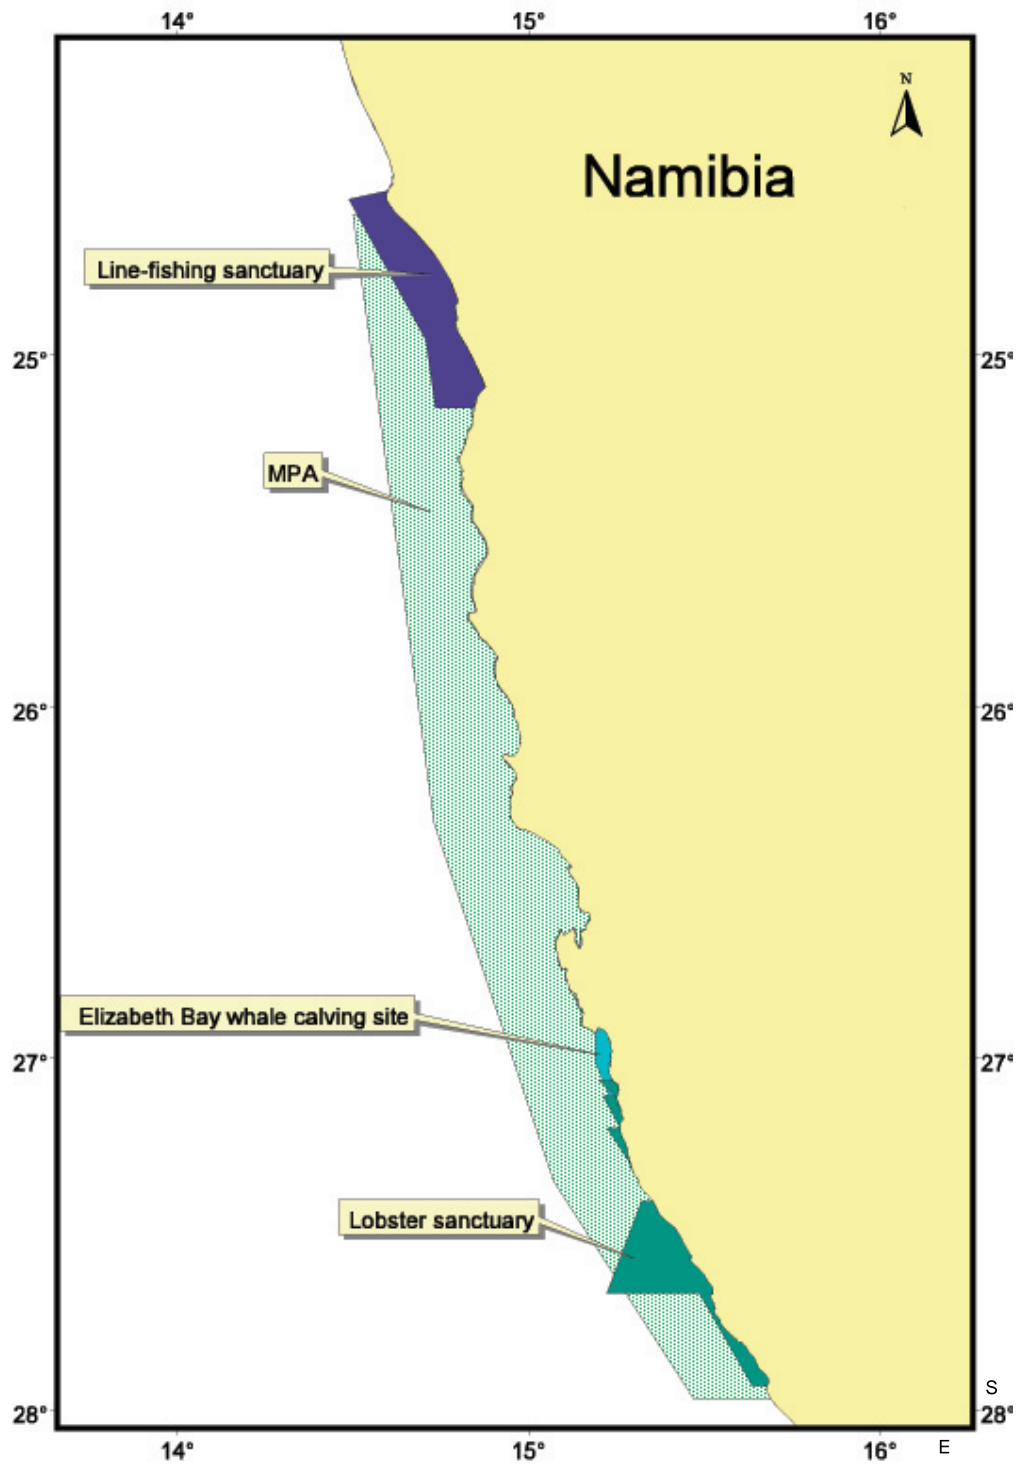 14° 15° 16°
N
Namibia
Line-fishing sanctuary
25° 25°
MPA
26° 26°
Elizabeth Bay whale calving site
27° 27°
Lobster sanctuary
S
28° 28°
14° 15° 16° E